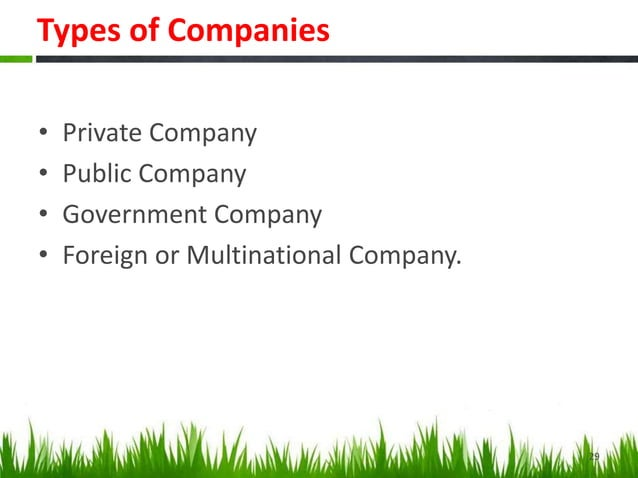 Types of Companies
• Private Company
• Public Company
• Government Company
• Foreign or Multinational Company.
29